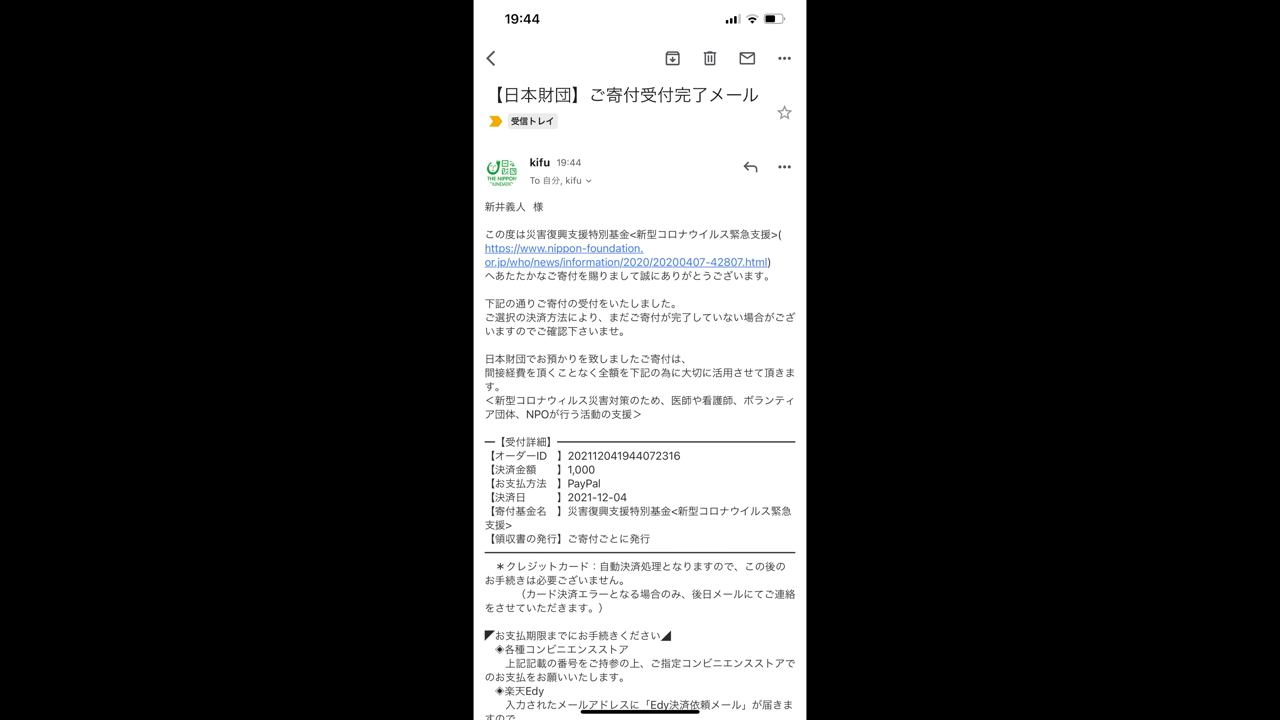 19:44
【日本財団】ご寄付受付完了メール
受信トレイ
日本財団
THE NIPPON
kifu 19:44
To 自分, kifu
新井義人 様
この度は災害復興支援特別基金<新型コロナウイルス緊急支援>(
https://www.nippon-foundation.
or.jp/who/news/information/2020/20200407-42807.html)
へあたたかなご寄付を賜りまして誠にありがとうございます。
下記の通りご寄付の受付をいたしました。
ご選択の決済方法により、まだご寄付が完了していない場合がござ
いますのでご確認下さいませ。
日本財団でお預かりを致しましたご寄付は、
間接経費を頂くことなく全額を下記の為に大切に活用させて頂きま
す。
＜新型コロナウィルス災害対策のため、医師や看護師、ボランティ
ア団体、NPOが行う活動の支援＞
━【受付詳細】━━━━━━━━━━━━━━━━━━━━━━━
【オーダーID 】202112041944072316
【決済金額 】1,000
【お支払方法 】PayPal
【決済日 】2021-12-04
【寄付基金名 】災害復興支援特別基金<新型コロナウイルス緊急
支援>
【領収書の発行】ご寄付ごとに発行
━━━━━━━━━━━━━━━━━━━━━━━━━━━━━━
＊クレジットカード：自動決済処理となりますので、この後の
お手続きは必要ございません。
（カード決済エラーとなる場合のみ、後日メールにてご連絡
をさせていただきます。）
◤お支払期限までにお手続きください◢
◈各種コンビニエンスストア
上記記載の番号をご持参の上、ご指定コンビニエンスストアで
のお支払をお願いいたします。
◈楽天Edy
入力されたメールアドレスに「Edy決済依頼メール」が届きま
すので